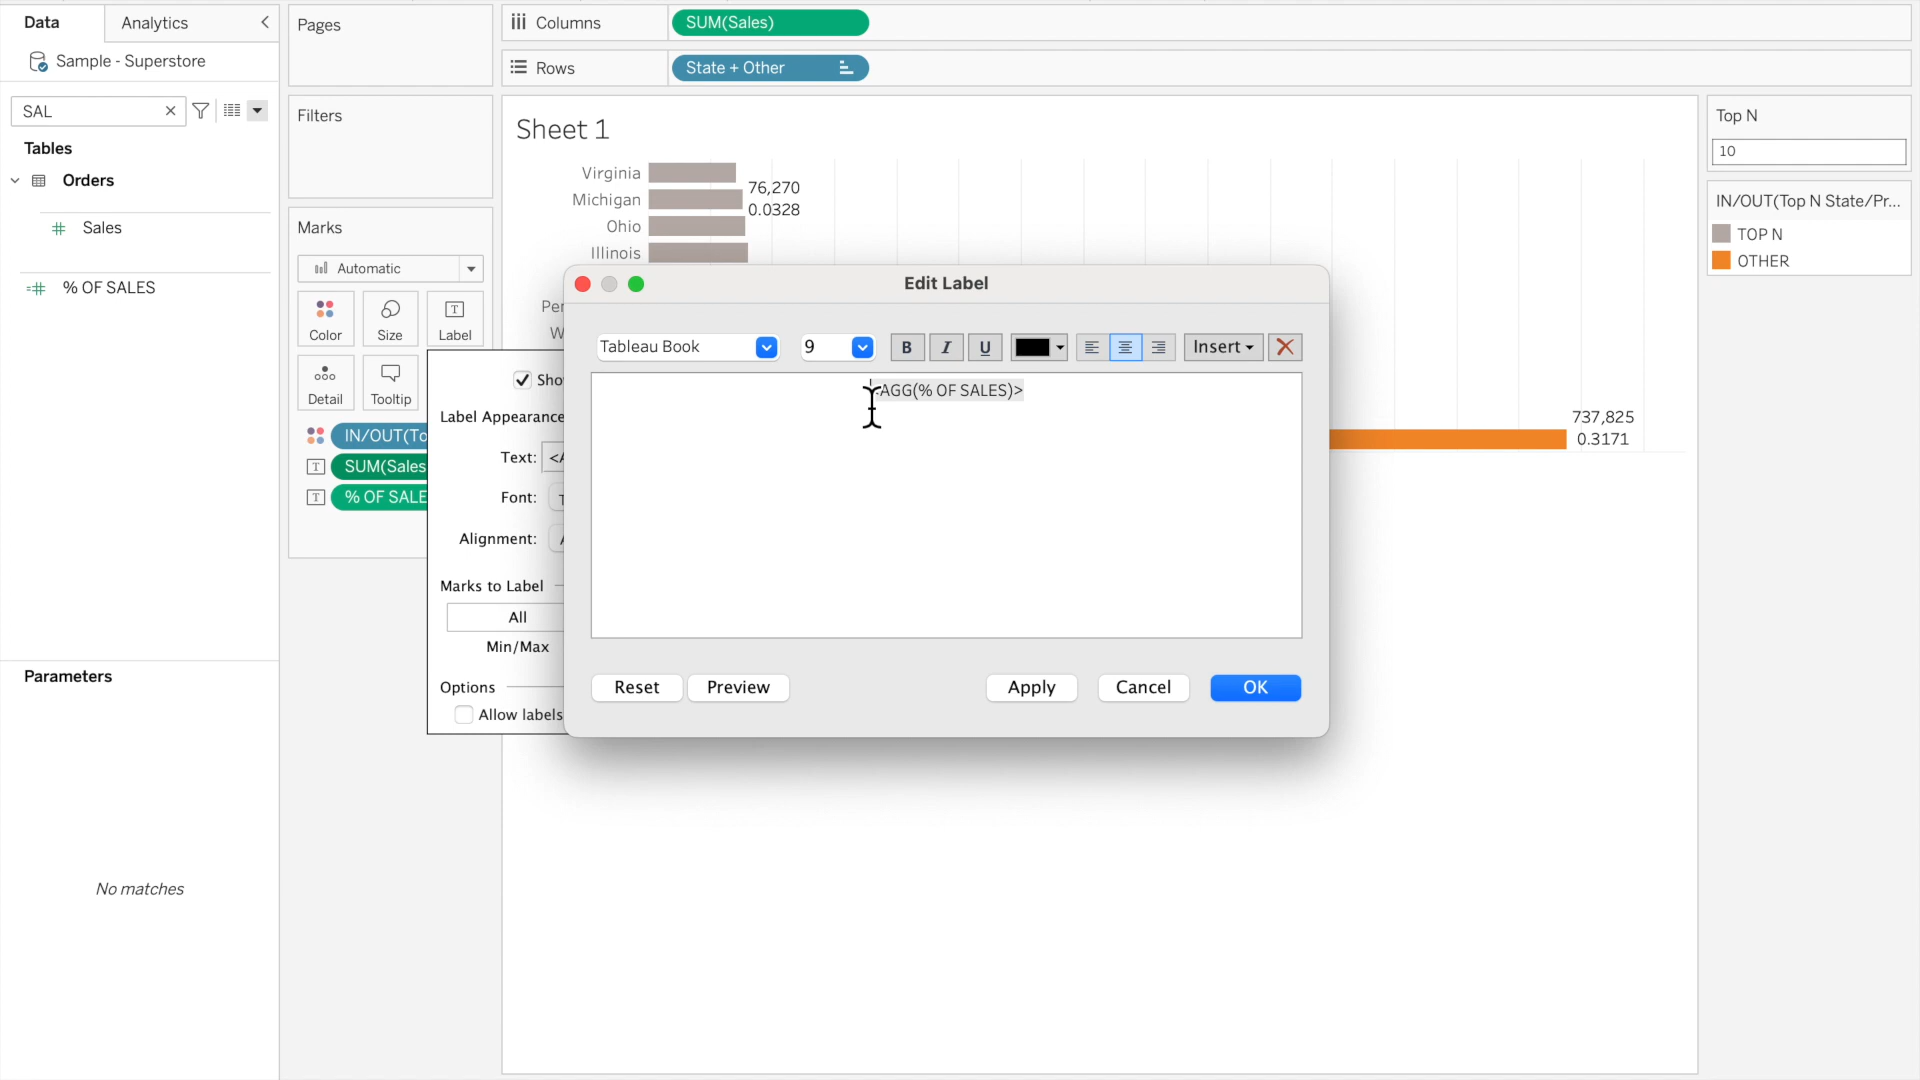 Data
Analytics
Sample - Superstore
SAL
Tables
Orders
Sales
% OF SALES
Parameters
No matches
Pages
Filters
Marks
Automatic
Color
Size
Label
Detail
Tooltip
IN/OUT(To
SUM(Sales
% OF SALE
Columns
SUM(Sales)
Rows
State + Other
Sheet 1
Virginia
Michigan
Ohio
Illinois
76,270
0.0328
737,825
0.3171
Label Appearance
Text:
Font:
Alignment:
Marks to Label
All
Min/Max
Options
Allow labels
Edit Label
Tableau Book
9
B
I
U
Insert
AGG(% OF SALES)>
Reset
Preview
Apply
Cancel
OK
Top N
10
IN/OUT(Top N State/Pr...
TOP N
OTHER